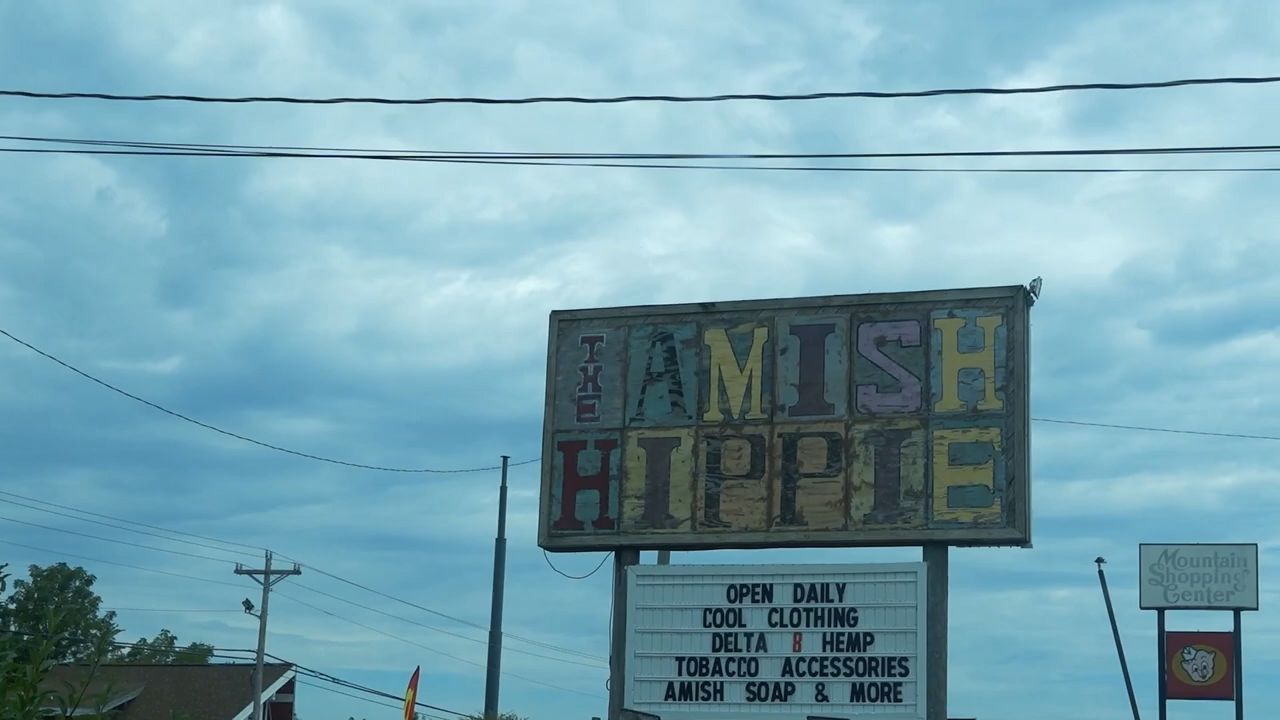 THE AMISH
HIPPIE
OPEN DAILY
COOL CLOTHING
DELTA 8 HEMP
TOBACCO ACCESSORIES
AMISH SOAP & MORE
Mountain
Shopping
Center